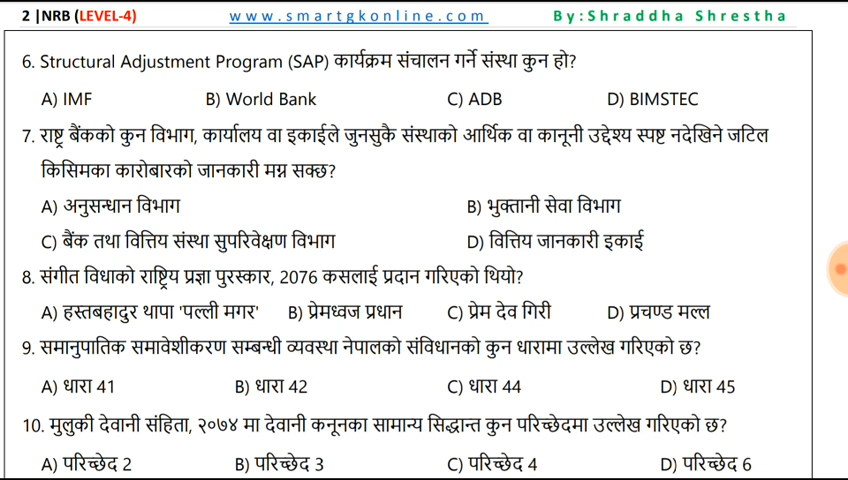 2 |NRB (LEVEL-4) www.smartgkonline.com By:Shraddha Shrestha
6. Structural Adjustment Program (SAP) कार्यक्रम संचालन गर्ने संस्था कुन हो?
A) IMF B) World Bank C) ADB D) BIMSTEC
7. राष्ट्र बैंकको कुन विभाग, कार्यालय वा इकाईले जुनसुकै संस्थाको आर्थिक वा कानूनी उद्देश्य स्पष्ट नदेखिने जटिल
किसिमका कारोबारको जानकारी मग्न सक्छ?
A) अनुसन्धान विभाग B) भुक्तानी सेवा विभाग
C) बैंक तथा वित्तिय संस्था सुपरिवेक्षण विभाग D) वित्तिय जानकारी इकाई
8. संगीत विधाको राष्ट्रिय प्रज्ञा पुरस्कार, 2076 कसलाई प्रदान गरिएको थियो?
A) हस्तबहादुर थापा 'पल्ली मगर' B) प्रेमध्वज प्रधान C) प्रेम देव गिरी D) प्रचण्ड मल्ल
9. समानुपातिक समावेशीकरण सम्बन्धी व्यवस्था नेपालको संविधानको कुन धारामा उल्लेख गरिएको छ?
A) धारा 41 B) धारा 42 C) धारा 44 D) धारा 45
10. मुलुकी देवानी संहिता, २०७४ मा देवानी कनूनका सामान्य सिद्धान्त कुन परिच्छेदमा उल्लेख गरिएको छ?
A) परिच्छेद 2 B) परिच्छेद 3 C) परिच्छेद 4 D) परिच्छेद 6